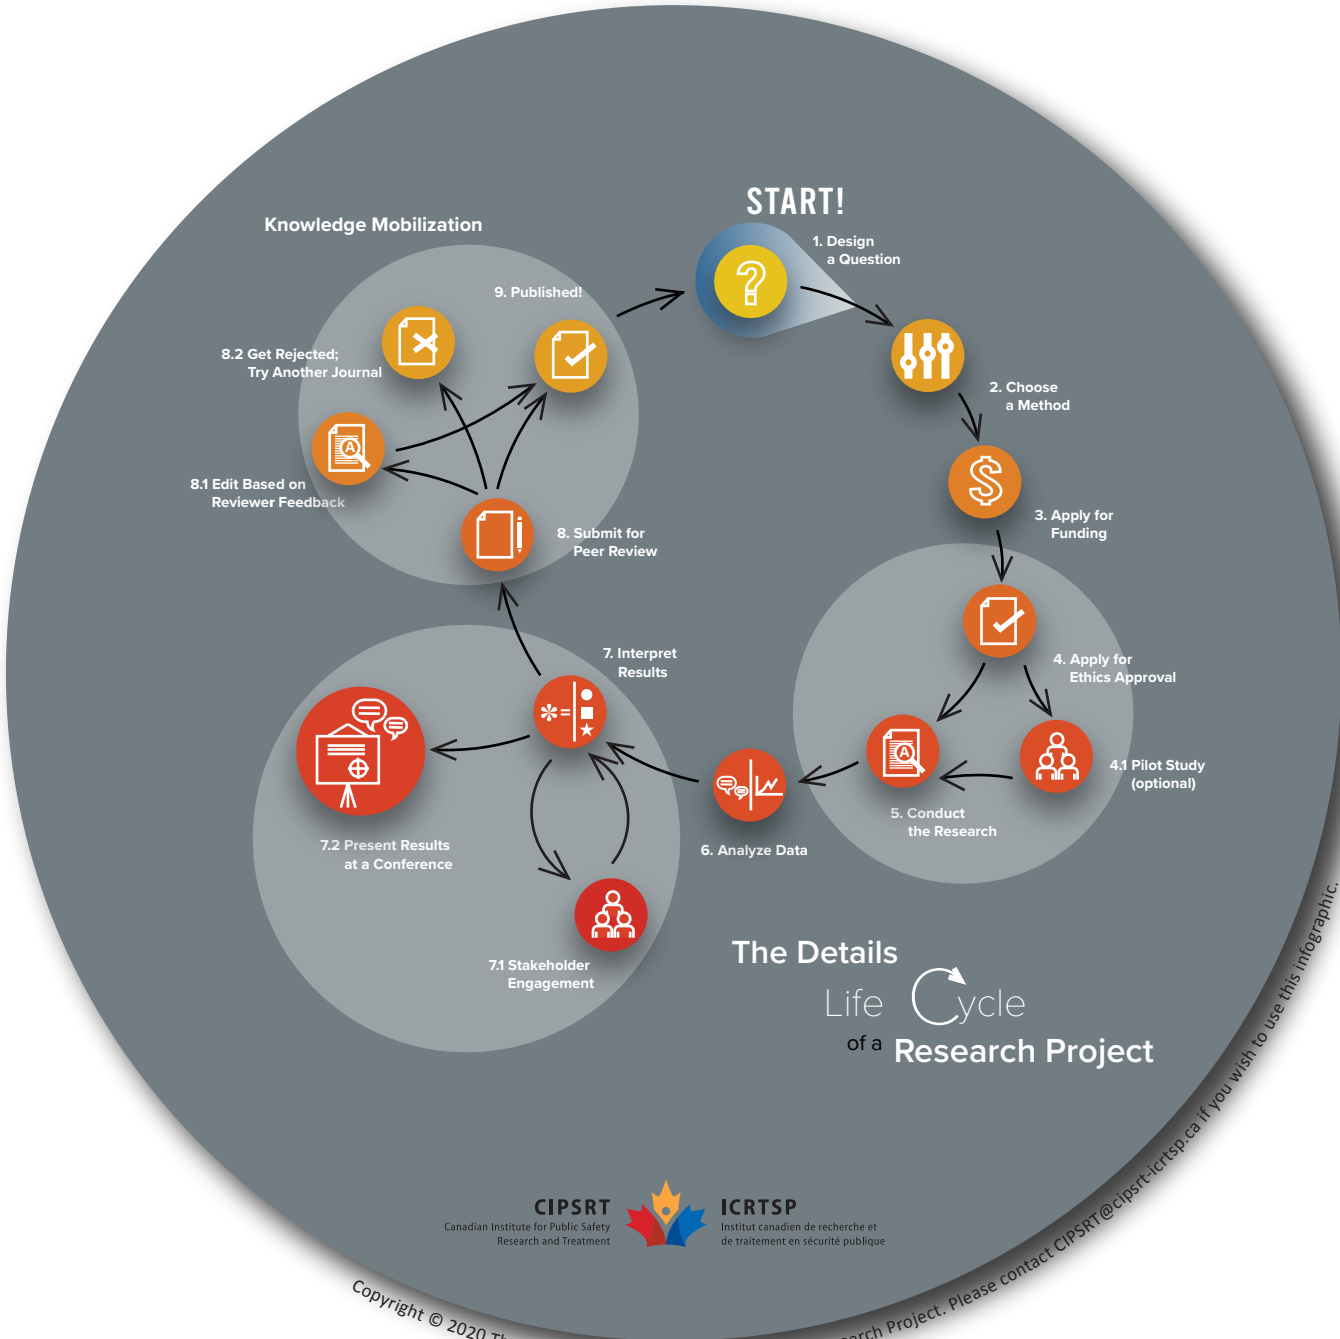 START!
Knowledge Mobilization
1. Design
a Question
9. Published!
8.2 Get Rejected;
Try Another Journal
2. Choose
a Method
8.1 Edit Based on
Reviewer Feedback
3. Apply for
Funding
8. Submit for
Peer Review
7. Interpret
Results
4. Apply for
Ethics Approval
4.1 Pilot Study
(optional)
5. Conduct
the Research
7.2 Present Results
at a Conference
6. Analyze Data
7.1 Stakeholder
Engagement
The Details
Life Cycle
of a Research Project
CIPSRT
Canadian Institute for Public Safety
Research and Treatment
ICRTSP
Institut canadien de recherche et
de traitement en sécurité publique
Copyright © 2020 Project. Please contact CIPSRT@cipsrt-icrtsp.ca if you wish to use this infographic.